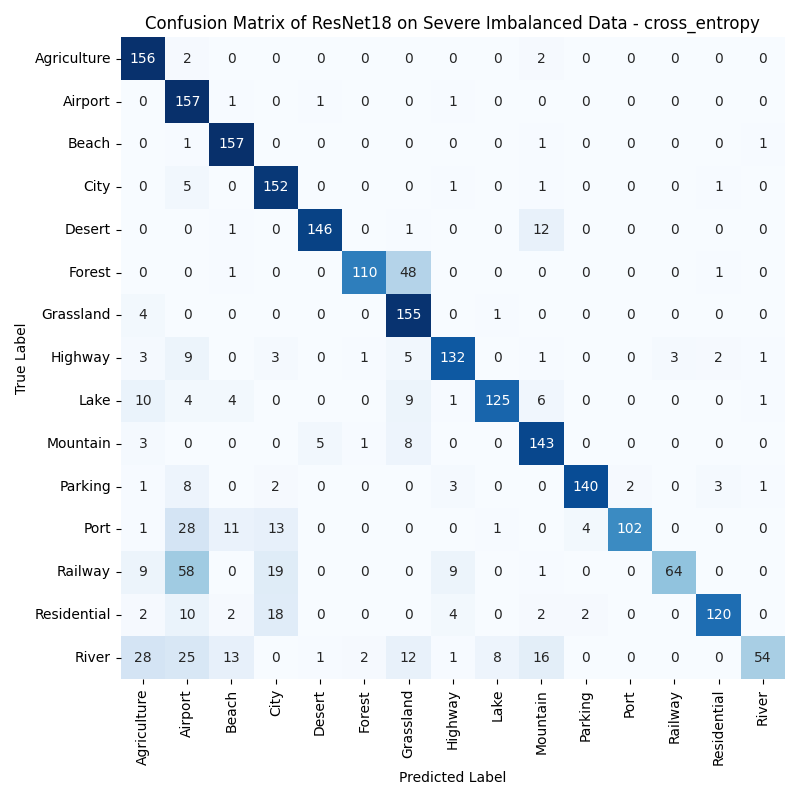 Confusion Matrix of ResNet18 on Severe Imbalanced Data - cross_entropy
True Label
Agriculture 156 2 0 0 0 0 0 0 0 2 0 0 0 0 0
Airport 0 157 1 0 1 0 0 1 0 0 0 0 0 0 0
Beach 0 1 157 0 0 0 0 0 0 1 0 0 0 0 1
City 0 5 0 152 0 0 0 1 0 1 0 0 0 1 0
Desert 0 0 1 0 146 0 1 0 0 12 0 0 0 0 0
Forest 0 0 1 0 0 110 48 0 0 0 0 0 0 1 0
Grassland 4 0 0 0 0 0 155 0 1 0 0 0 0 0 0
Highway 3 9 0 3 0 1 5 132 0 1 0 0 3 2 1
Lake 10 4 4 0 0 0 9 1 125 6 0 0 0 0 1
Mountain 3 0 0 0 5 1 8 0 0 143 0 0 0 0 0
Parking 1 8 0 2 0 0 0 3 0 0 140 2 0 3 1
Port 1 28 11 13 0 0 0 0 1 0 4 102 0 0 0
Railway 9 58 0 19 0 0 0 9 0 1 0 0 64 0 0
Residential 2 10 2 18 0 0 0 4 0 2 2 0 0 120 0
River 28 25 13 0 1 2 12 1 8 16 0 0 0 0 54
Agriculture Airport Beach City Desert Forest Grassland Highway Lake Mountain Parking Port Railway Residential River
Predicted Label